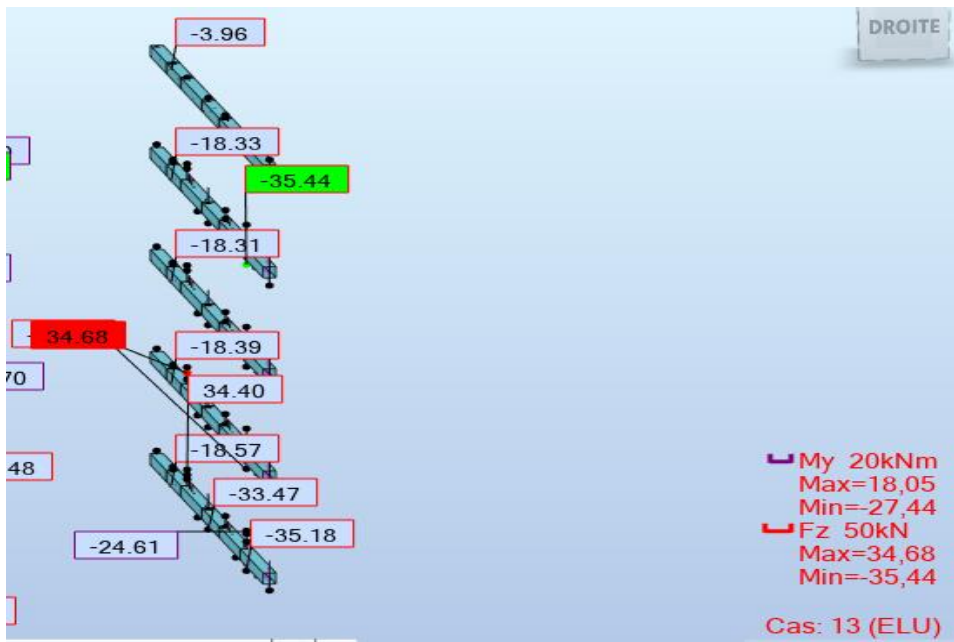 DROITE
-3.96
-18.33
-35.44
-18.31
34.68
-18.39
70
34.40
-18.57
48
-33.47
-24.61
-35.18
My 20kNm
Max=18,05
Min=-27,44
Fz 50kN
Max=34,68
Min=-35,44
Cas: 13 (ELU)